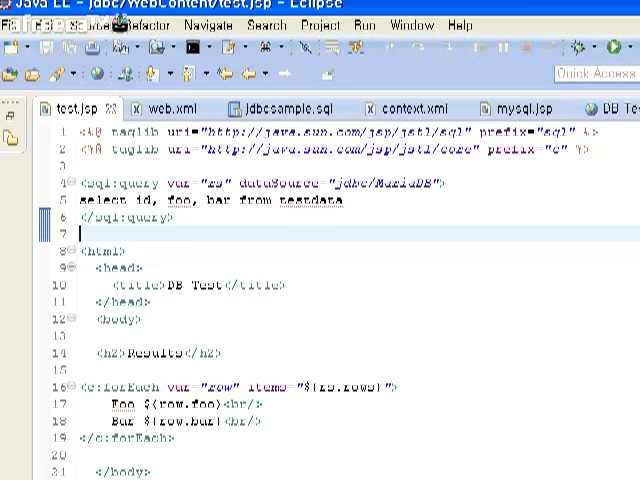 Java EE - jdbc/WebContent/test.jsp - Eclipse
Refactor Navigate Search Project Run Window Help
Quick Access
test.jsp web.xml jdbcsample.sql context.xml mysql.jsp DB Te
1 <%@ taglib uri="http://java.sun.com/jsp/jstl/sql" prefix="sql" %>
2 <%@ taglib uri="http://java.sun.com/jsp/jstl/core" prefix="c" %>
3
4 <sql:query var="rs" dataSource="jdbc/MariaDB">
5 select id, foo, bar from testdata
6 </sql:query>
7
8 <html>
9 <head>
10 <title>DB Test</title>
11 </head>
12 <body>
13
14 <h2>Results</h2>
15
16 <c:forEach var="row" items="${rs.rows}">
17 Foo ${row.foo}<br/>
18 Bar ${row.bar}<br/>
19 </c:forEach>
20
21 </body>